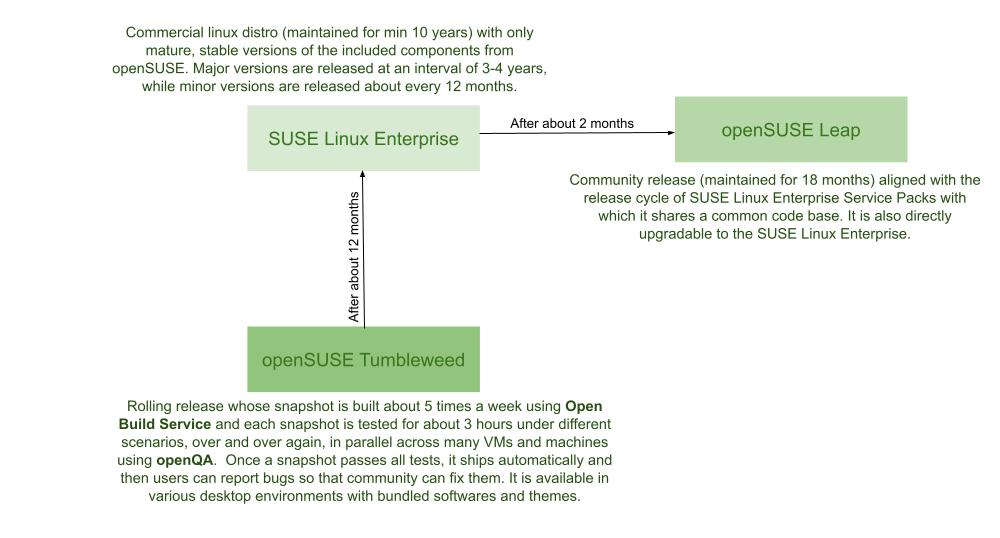 Commercial linux distro (maintained for min 10 years) with only
mature, stable versions of the included components from
openSUSE. Major versions are released at an interval of 3-4 years,
while minor versions are released about every 12 months.
SUSE Linux Enterprise
After about 2 months
openSUSE Leap
Community release (maintained for 18 months) aligned with the
release cycle of SUSE Linux Enterprise Service Packs with
which it shares a common code base. It is also directly
upgradable to the SUSE Linux Enterprise.
After about 12 months
openSUSE Tumbleweed
Rolling release whose snapshot is built about 5 times a week using Open
Build Service and each snapshot is tested for about 3 hours under different
scenarios, over and over again, in parallel across many VMs and machines
using openQA. Once a snapshot passes all tests, it ships automatically and
then users can report bugs so that community can fix them. It is available in
various desktop environments with bundled softwares and themes.